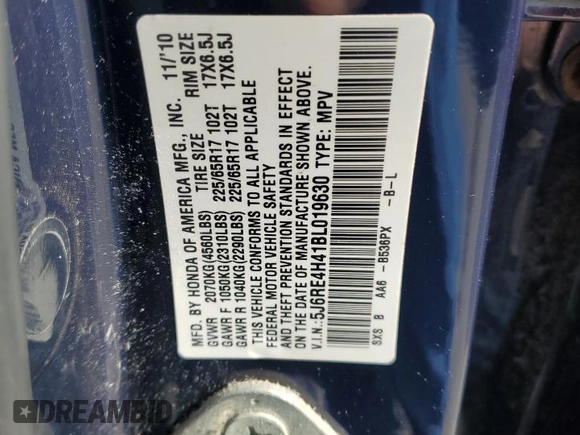 MFD. BY HONDA OF AMERICA MFG., INC. 11/'10
TIRE SIZE RIM SIZE
GVWR 2070KG(4560LBS)
GAWR F 1050KG(2310LBS) 225/65R17 102T 17X6.5J
GAWR R 1040KG(2290LBS) 225/65R17 102T 17X6.5J
THIS VEHICLE CONFORMS TO ALL APPLICABLE
FEDERAL MOTOR VEHICLE SAFETY
AND THEFT PREVENTION STANDARDS IN EFFECT
ON THE DATE OF MANUFACTURE SHOWN ABOVE.
V.I.N.:5J6RE4H41BL019630 TYPE: MPV
SXS B AA6 -B536PX -B-L
DREAMBID